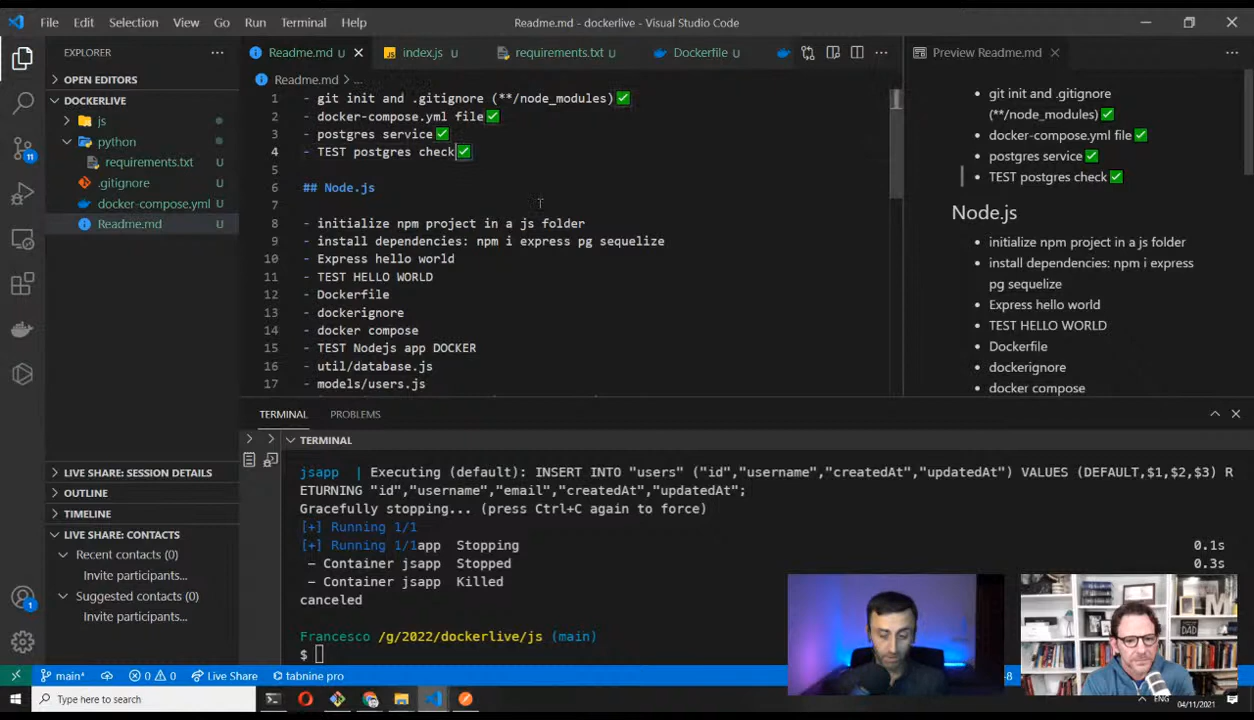 File Edit Selection View Go Run Terminal Help
Readme.md - dockerlive - Visual Studio Code
EXPLORER
OPEN EDITORS
DOCKERLIVE
js
python
requirements.txt U
.gitignore U
docker-compose.yml U
Readme.md U
LIVE SHARE: SESSION DETAILS
OUTLINE
TIMELINE
LIVE SHARE: CONTACTS
Recent contacts (0)
Invite participants...
Suggested contacts (0)
Invite participants...
Readme.md U
JS index.js U
requirements.txt U
Dockerfile U
Readme.md > ...
1 - git init and .gitignore (**/node_modules)✅
2 - docker-compose.yml file✅
3 - postgres service✅
4 - TEST postgres check✅
5
6 ## Node.js
7
8 - initialize npm project in a js folder
9 - install dependencies: npm i express pg sequelize
10 - Express hello world
11 - TEST HELLO WORLD
12 - Dockerfile
13 - dockerignore
14 - docker compose
15 - TEST Nodejs app DOCKER
16 - util/database.js
17 - models/users.js
Preview Readme.md
• git init and .gitignore
(**/node_modules)✅
• docker-compose.yml file✅
• postgres service✅
• TEST postgres check✅
Node.js
• initialize npm project in a js folder
• install dependencies: npm i express
pg sequelize
• Express hello world
• TEST HELLO WORLD
• Dockerfile
• dockerignore
• docker compose
TERMINAL PROBLEMS
TERMINAL
jsapp | Executing (default): INSERT INTO "users" ("id","username","createdAt","updatedAt") VALUES (DEFAULT,$1,$2,$3) R
ETURNING "id","username","email","createdAt","updatedAt";
Gracefully stopping... (press Ctrl+C again to force)
[+] Running 1/1
[+] Running 1/1app Stopping 0.1s
- Container jsapp Stopped 0.3s
- Container jsapp Killed
canceled
Francesco /g/2022/dockerlive/js (main)
$
DAD
main* 0 0 Live Share tabnine pro
Type here to search
ENG
04/11/2021